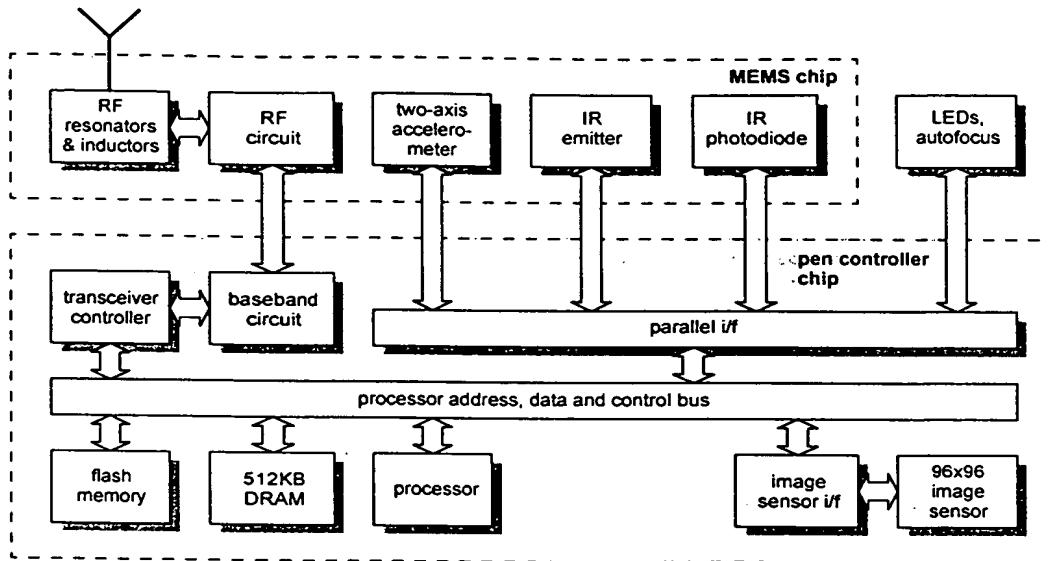 MEMS chip
RF
resonators
& inductors
RF
circuit
two-axis
accelero-
meter
IR
emitter
IR
photodiode
LEDs,
autofocus
pen controller
chip
transceiver
controller
baseband
circuit
parallel i/f
processor address, data and control bus
flash
memory
512KB
DRAM
processor
image
sensor i/f
96x96
image
sensor